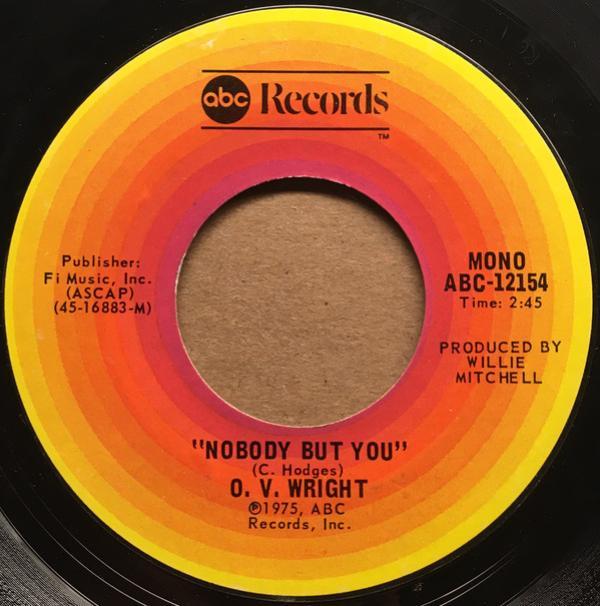 abc Records
TM
Publisher:
Fi Music, Inc.
(ASCAP)
(45-16883-M)
MONO
ABC-12154
Time: 2:45
PRODUCED BY
WILLIE
MITCHELL
"NOBODY BUT YOU"
(C. Hodges)
O. V. WRIGHT
℗1975, ABC
Records, Inc.